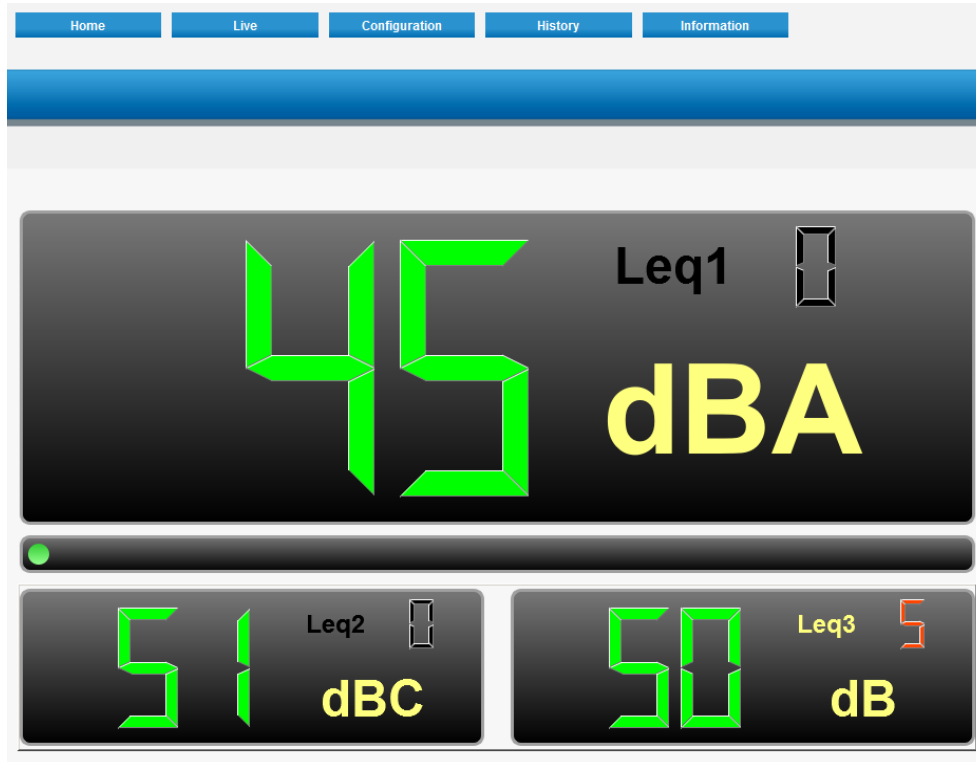 Home Live Configuration History Information
45 Leq1 0
dBA
51 Leq2 0
dBC
50 Leq3 5
dB